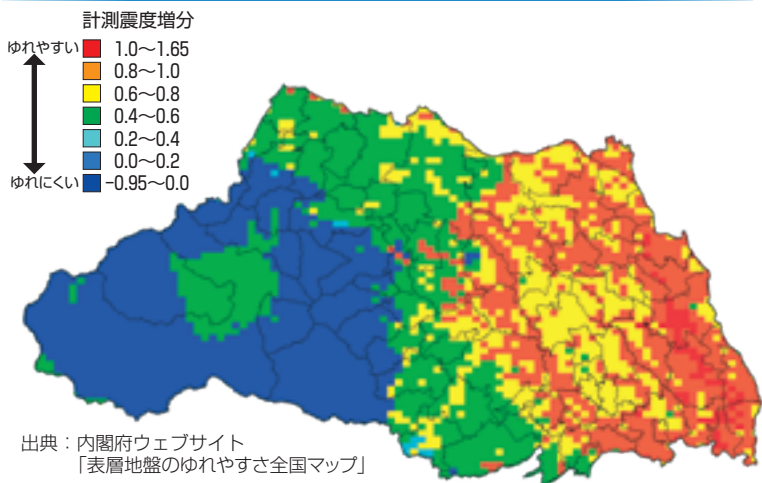 計測震度増分
ゆれやすい
1.0〜1.65
0.8〜1.0
0.6〜0.8
0.4〜0.6
0.2〜0.4
0.0〜0.2
ゆれにくい
-0.95〜0.0
出典：内閣府ウェブサイト
「表層地盤のゆれやすさ全国マップ」